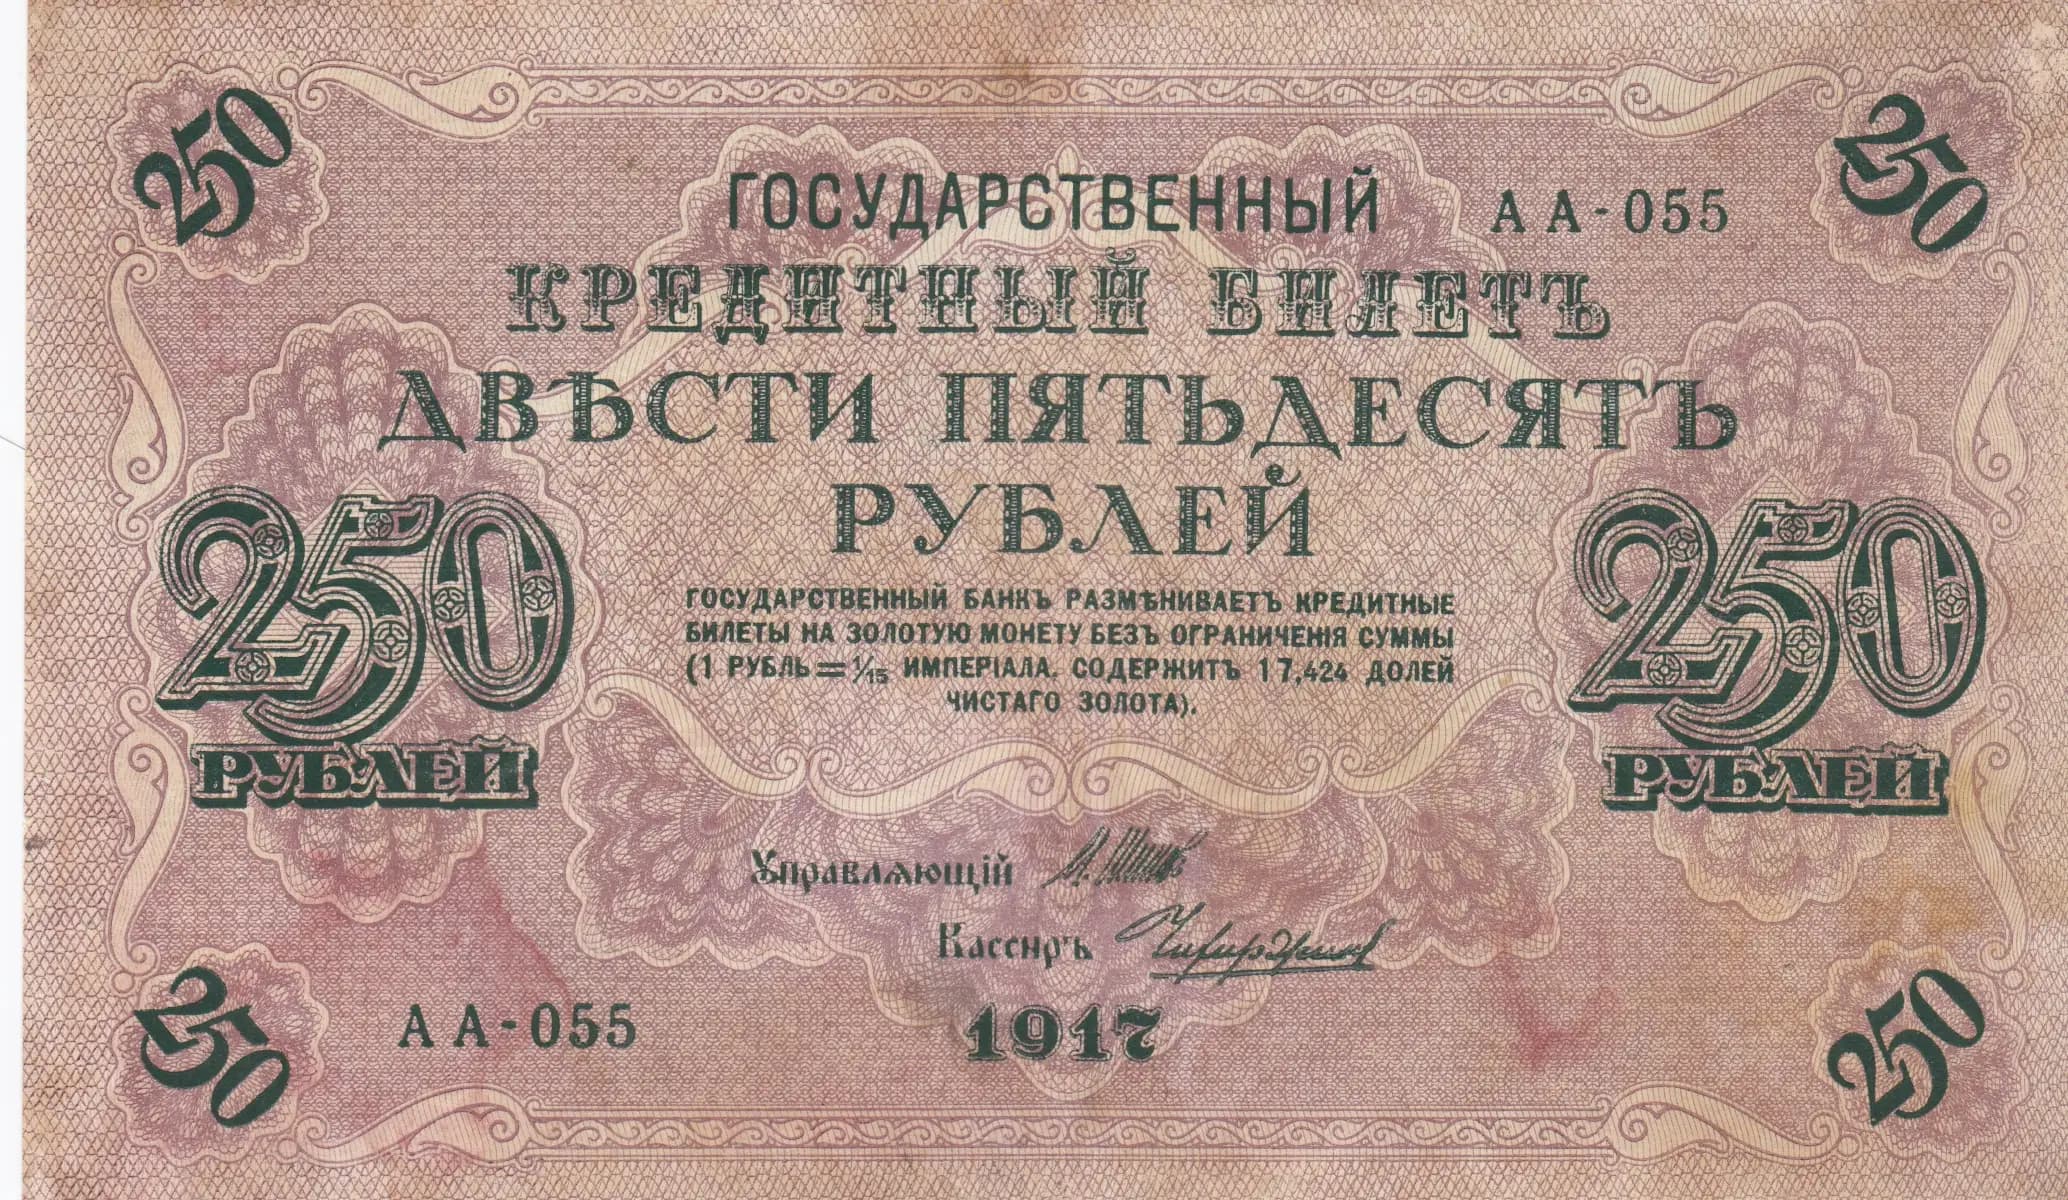 250
250
ГОСУДАРСТВЕННЫЙ
АА-055
КРЕДИТНЫЙ БИЛЕТЪ
ДВѢСТИ ПЯТЬДЕСЯТЪ
РУБЛЕЙ
250
РУБЛЕЙ
250
РУБЛЕЙ
ГОСУДАРСТВЕННЫЙ БАНКЪ РАЗМѢНИВАЕТЪ КРЕДИТНЫЕ
БИЛЕТЫ НА ЗОЛОТУЮ МОНЕТУ БЕЗЪ ОГРАНИЧЕНІЯ СУММЫ
(1 РУБЛЬ=1/15 ИМПЕРІАЛА, СОДЕРЖИТЪ 17,424 ДОЛЕЙ
ЧИСТАГО ЗОЛОТА).
Управляющій
Кассиръ
АА-055
1917
250
250